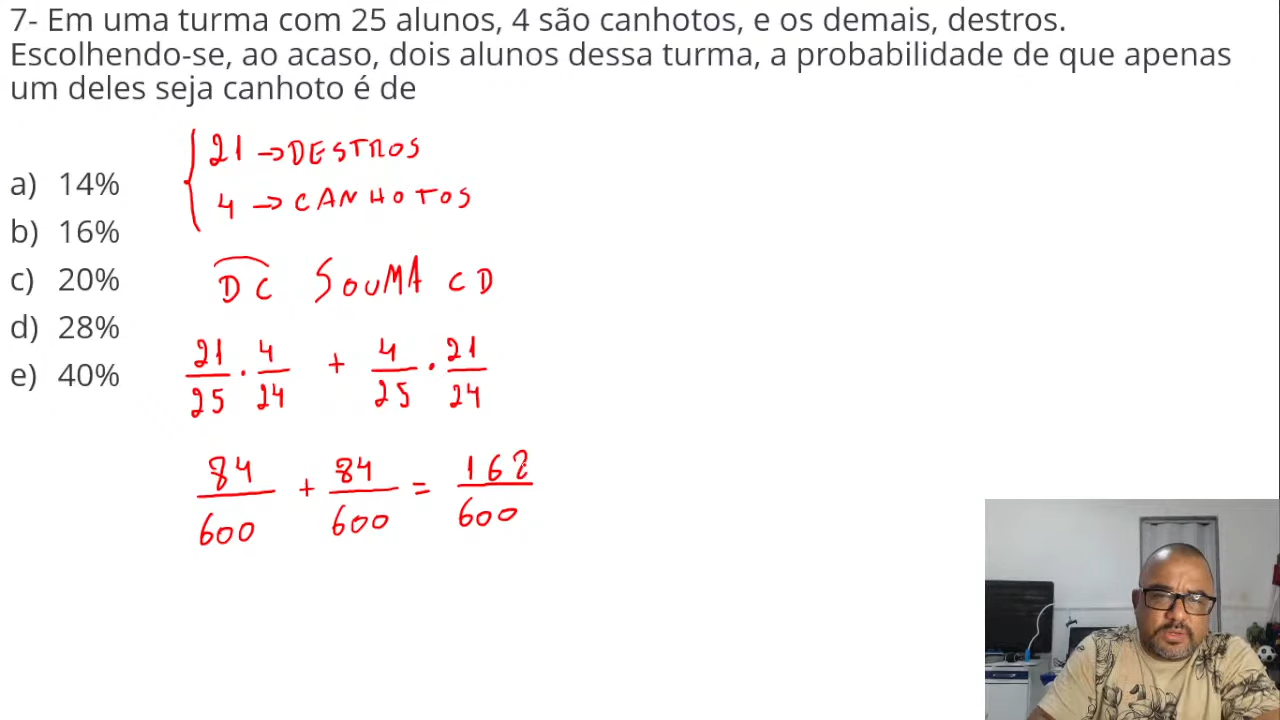 7- Em uma turma com 25 alunos, 4 são canhotos, e os demais, destros.
Escolhendo-se, ao acaso, dois alunos dessa turma, a probabilidade de que apenas
um deles seja canhoto é de
a) 14%
b) 16%
c) 20%
d) 28%
e) 40%
21 → DESTROS
4 → CANHOTOS
DC SOUMA CD
21/25 · 4/24 + 4/25 · 21/24
84/600 + 84/600 = 162/600